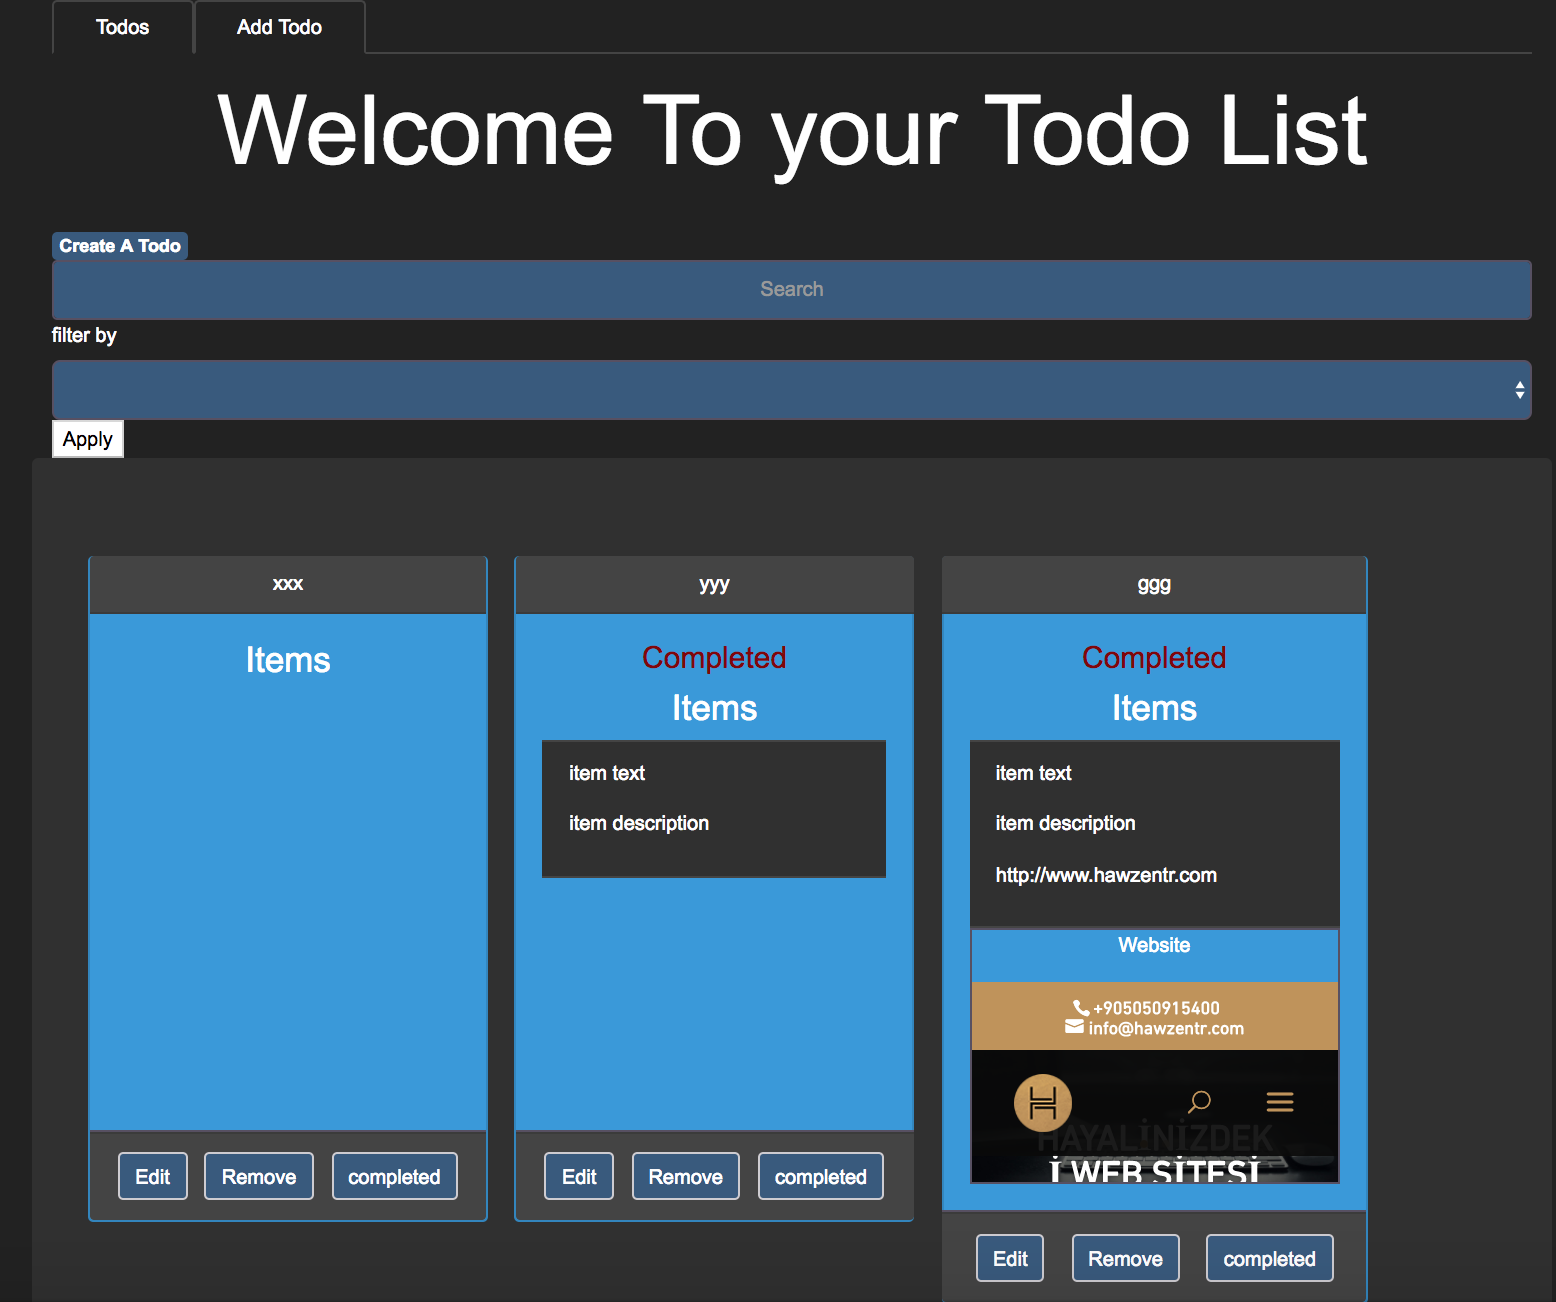 Todos
Add Todo
Welcome To your Todo List
Create A Todo
Search
filter by
Apply
xxx
Items
Edit
Remove
completed
yyy
Completed
Items
item text
item description
Edit
Remove
completed
ggg
Completed
Items
item text
item description
http://www.hawzentr.com
Website
+905050915400
info@hawzentr.com
H
HAYALİNİZDEK
İ WEB SİTESİ
Edit
Remove
completed